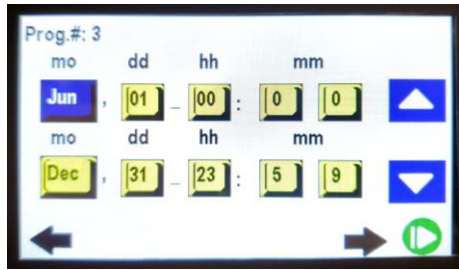 Prog.#: 3
mo dd hh mm
Jun , 01 _ 00 : 0 0
mo dd hh mm
Dec , 31 _ 23 : 5 9